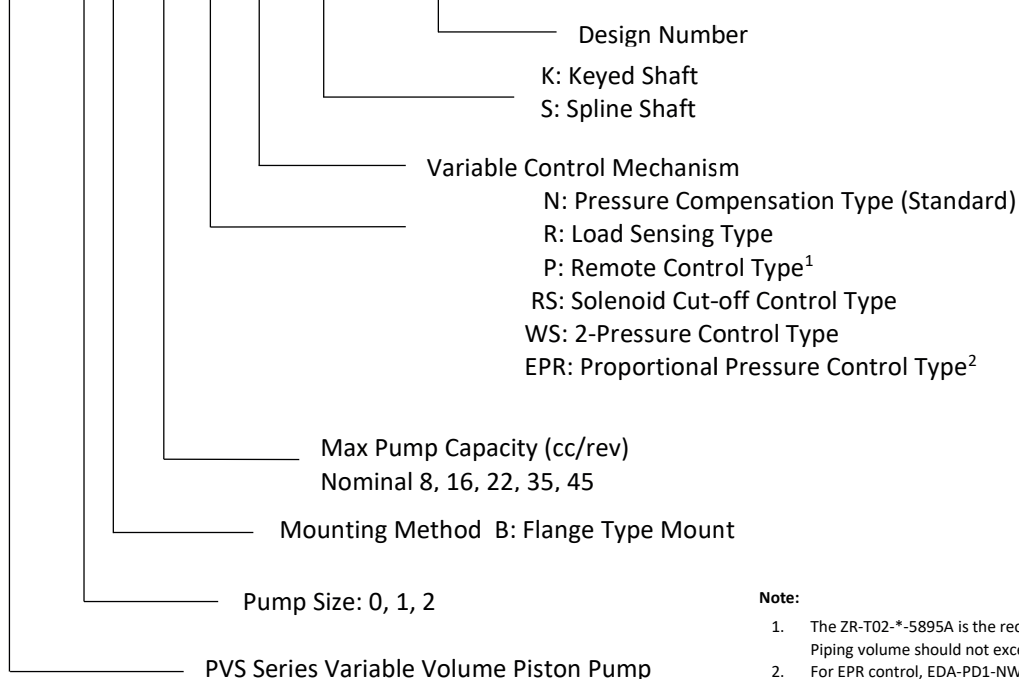 Design Number
K: Keyed Shaft
S: Spline Shaft
Variable Control Mechanism
N: Pressure Compensation Type (Standard)
R: Load Sensing Type
P: Remote Control Type1
RS: Solenoid Cut-off Control Type
WS: 2-Pressure Control Type
EPR: Proportional Pressure Control Type2
Max Pump Capacity (cc/rev)
Nominal 8, 16, 22, 35, 45
Mounting Method B: Flange Type Mount
Pump Size: 0, 1, 2
PVS Series Variable Volume Piston Pump
Note:
1. The ZR-T02-*-5895A is the
Piping volume should not
2. For EPR control, EDA-PD1-NW